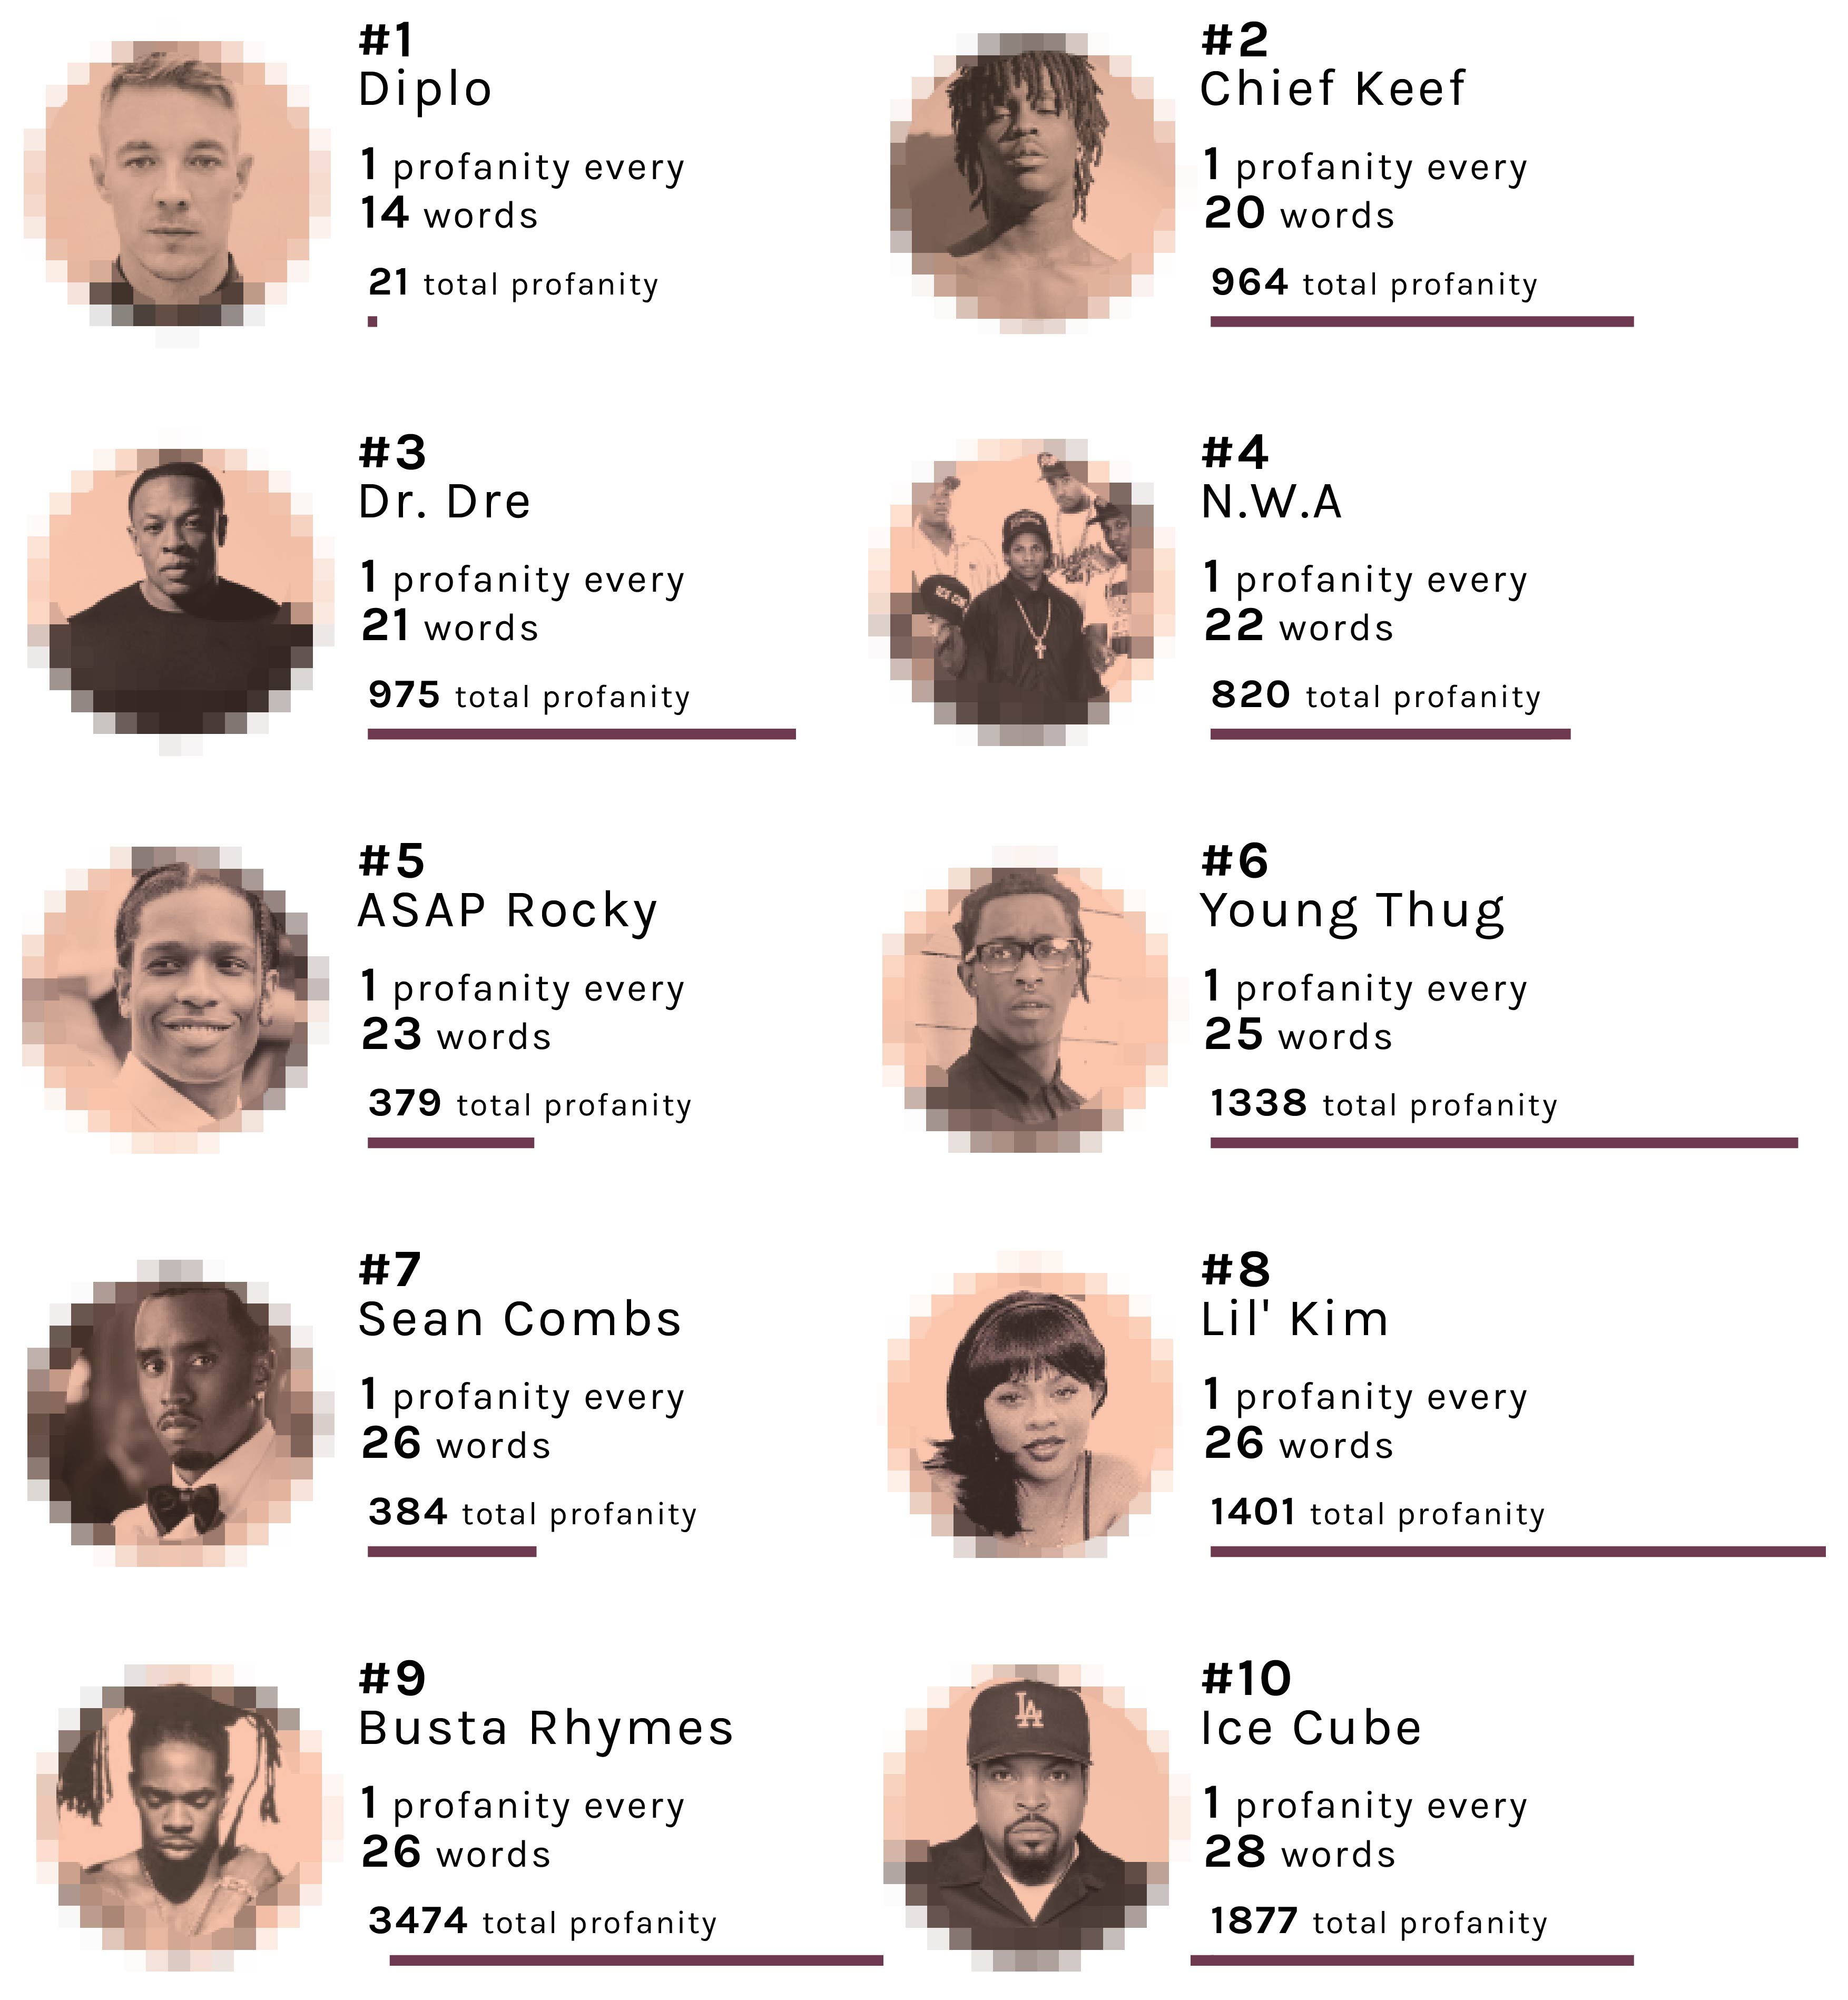 #1
Diplo
1 profanity every
14 words
21 total profanity
#2
Chief Keef
1 profanity every
20 words
964 total profanity
#3
Dr. Dre
1 profanity every
21 words
975 total profanity
#4
N.W.A
1 profanity every
22 words
820 total profanity
#5
ASAP Rocky
1 profanity every
23 words
379 total profanity
#6
Young Thug
1 profanity every
25 words
1338 total profanity
#7
Sean Combs
1 profanity every
26 words
384 total profanity
#8
Lil' Kim
1 profanity every
26 words
1401 total profanity
#9
Busta Rhymes
1 profanity every
26 words
3474 total profanity
LA
#10
Ice Cube
1 profanity every
28 words
1877 total profanity